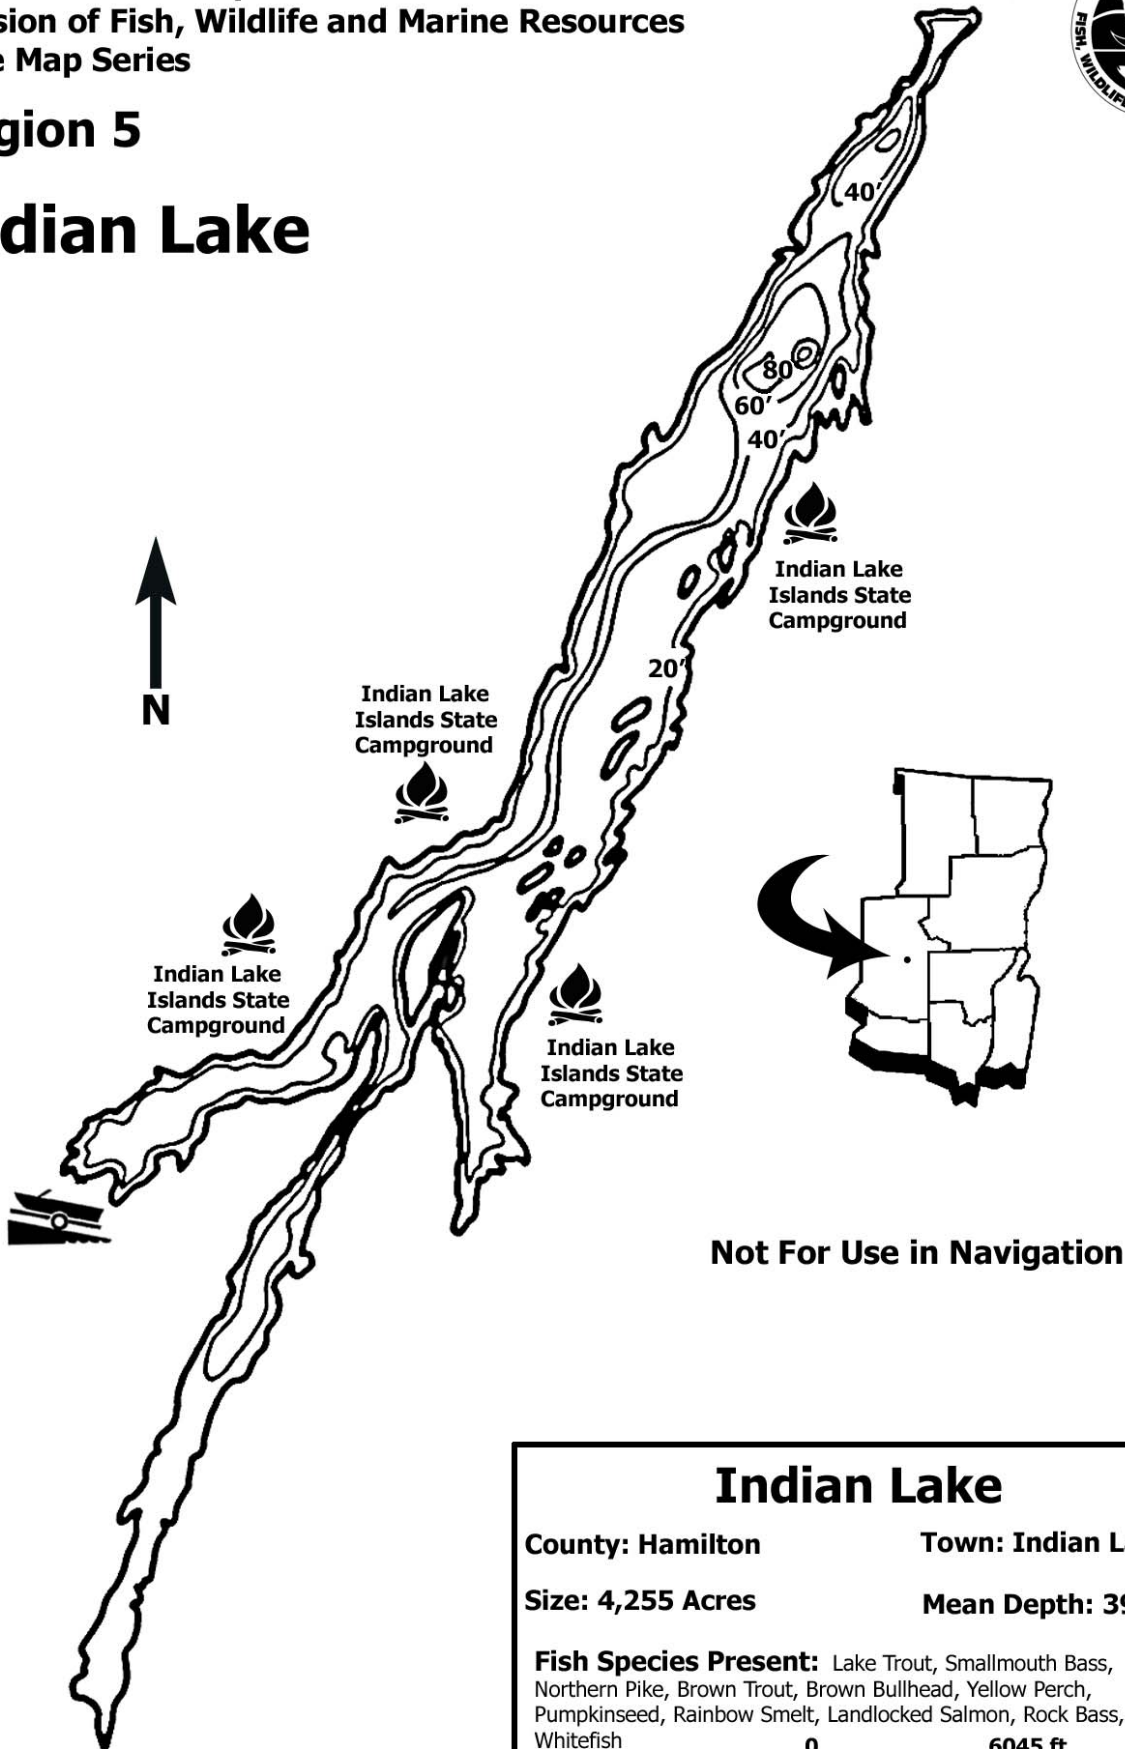 sion of Fish, Wildlife and Marine Resources
e Map Series
FISH, WILDLIFE
gion 5
dian Lake
40'
80'
60'
40'
Indian Lake
Islands State
Campground
20'
Indian Lake
Islands State
Campground
N
Indian Lake
Islands State
Campground
Indian Lake
Islands State
Campground
Not For Use in Navigation
Indian Lake
County: Hamilton
Town: Indian L
Size: 4,255 Acres
Mean Depth: 39
Fish Species Present: Lake Trout, Smallmouth Bass,
Northern Pike, Brown Trout, Brown Bullhead, Yellow Perch,
Pumpkinseed, Rainbow Smelt, Landlocked Salmon, Rock Bass,
Whitefish
0 6045 ft